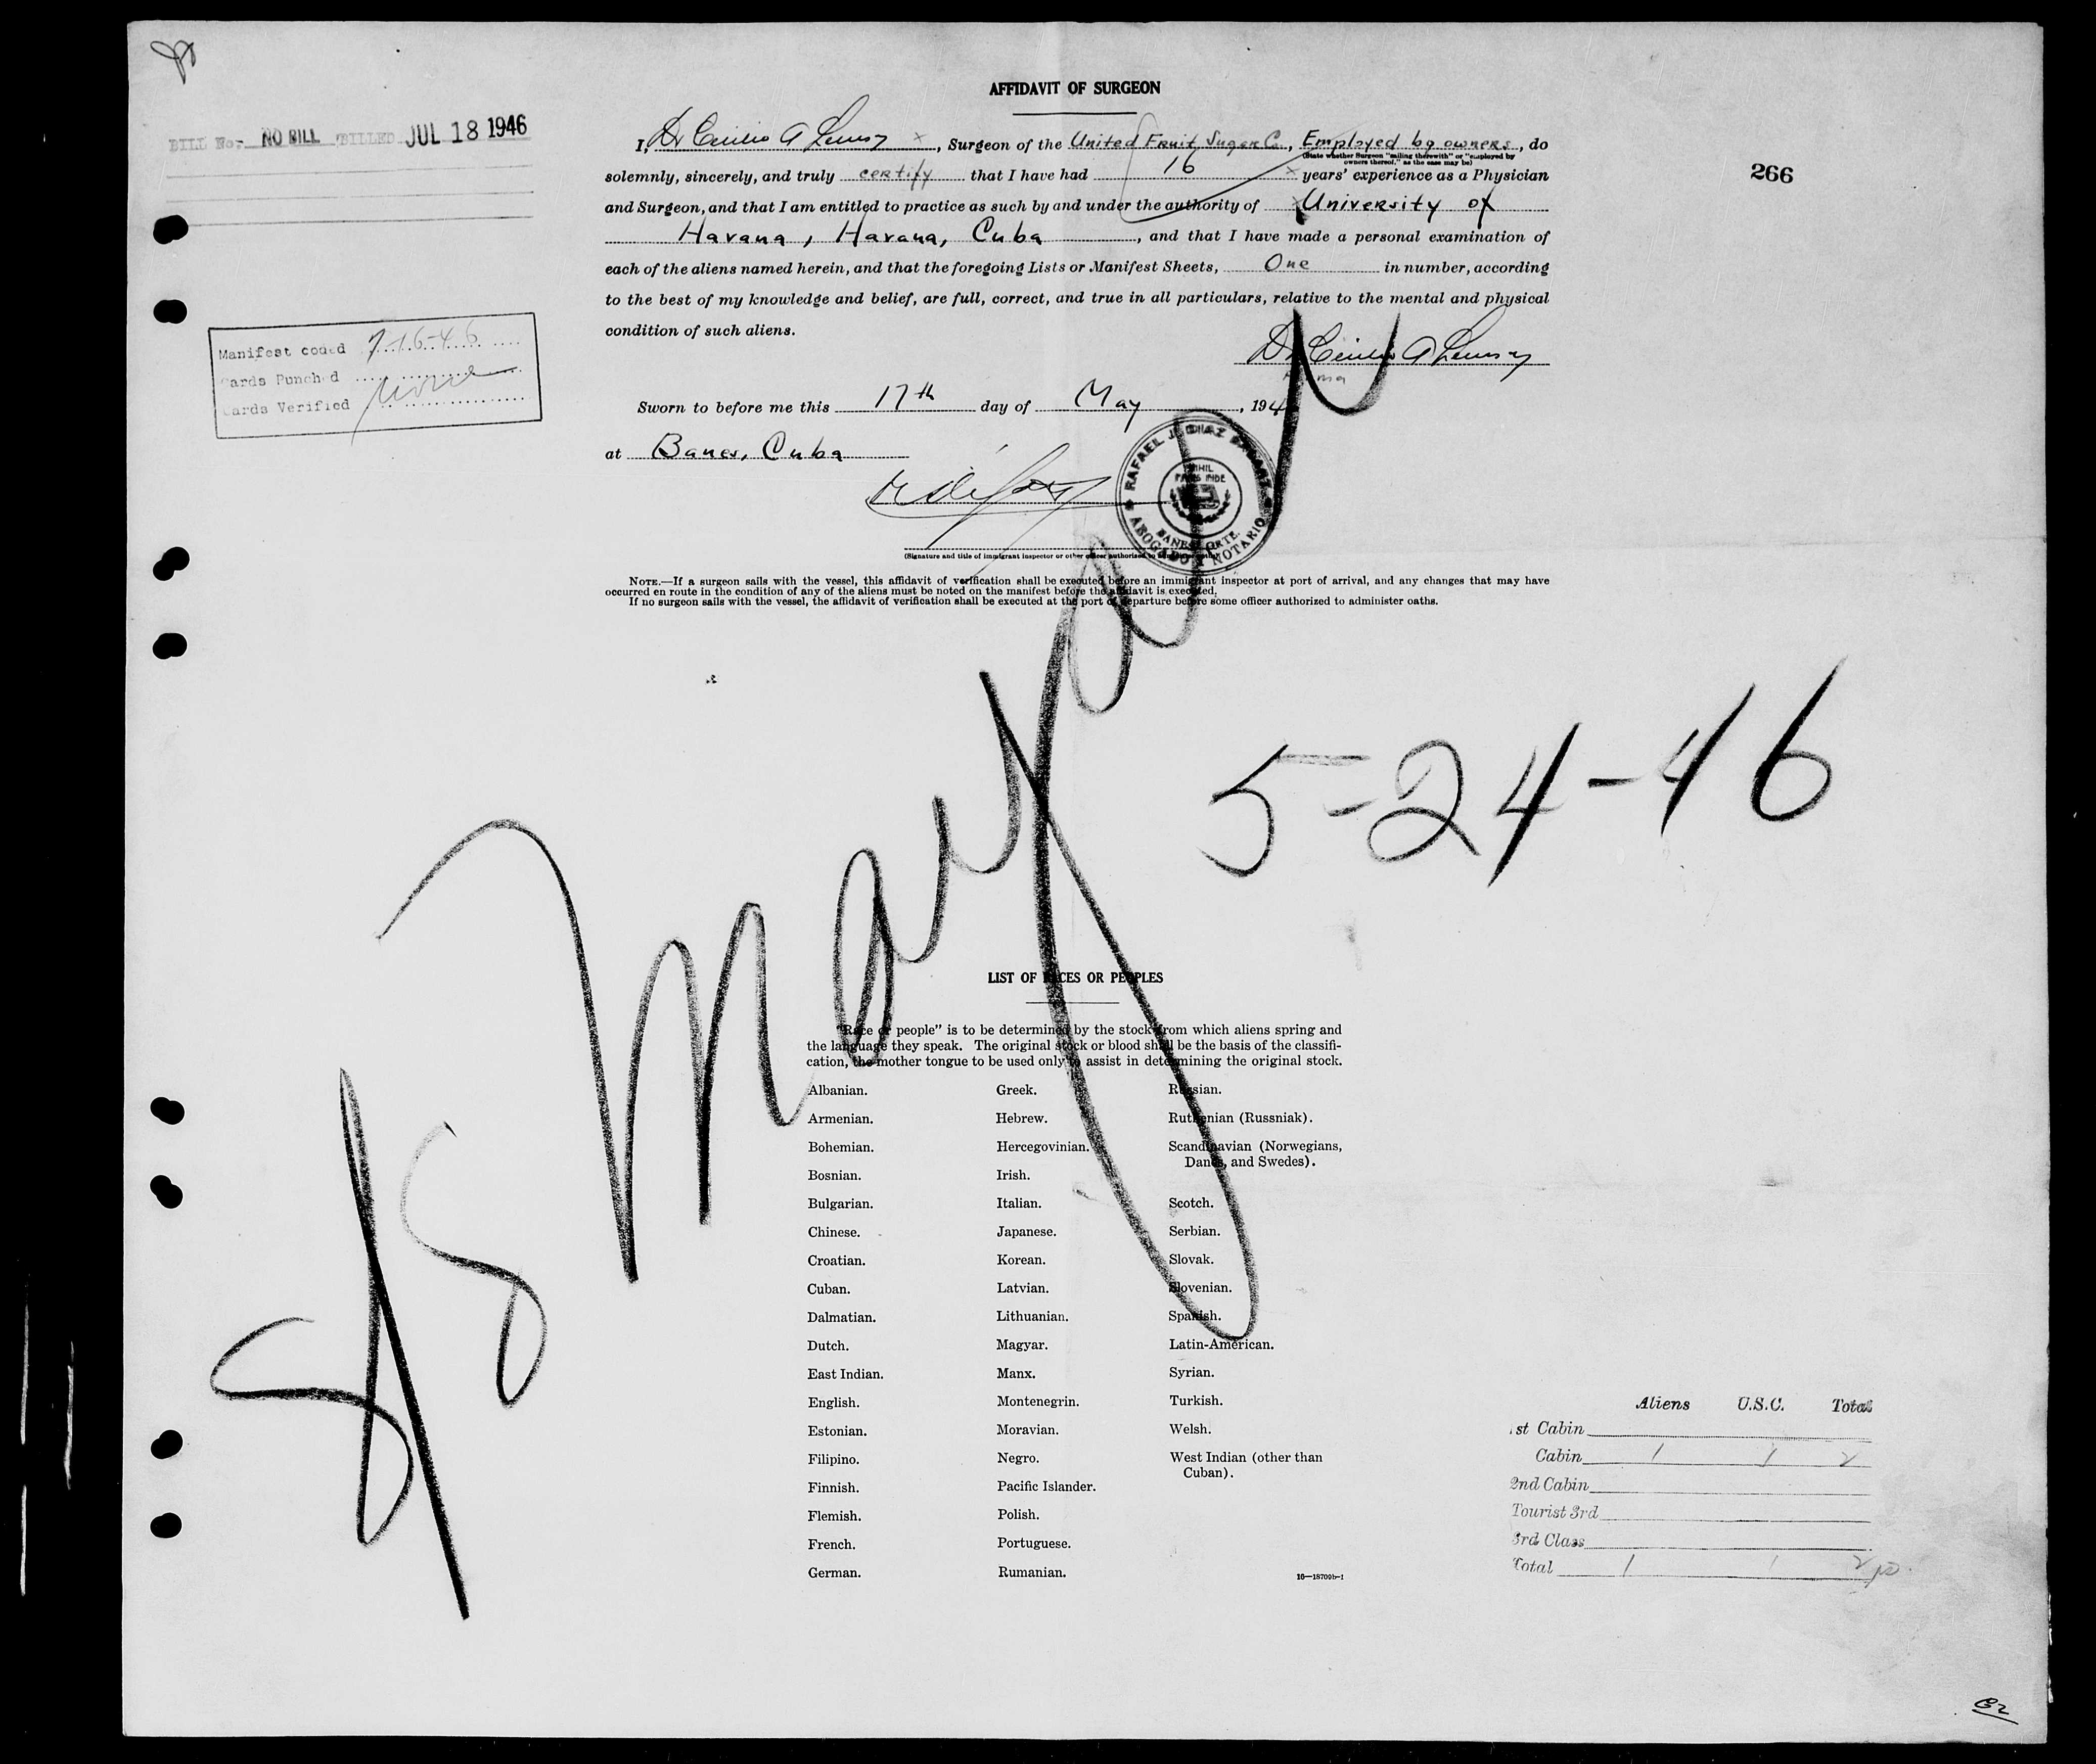 AFFIDAVIT OF SURGEON
BILL No- NO BILL BILLED JUL 18 1946
I, Dr , Surgeon of the United Fruit Sugar Co., Employed by owners, do
(State whether Surgeon "sailing therewith" or "employed by
owners thereof," as the case may be)
266
solemnly, sincerely, and truly certify that I have had 16 years' experience as a Physician
and Surgeon, and that I am entitled to practice as such by and under the authority of University of
Havana, Havana, Cuba, and that I have made a personal examination of
each of the aliens named herein, and that the foregoing Lists or Manifest Sheets, One in number, according
to the best of my knowledge and belief, are full, correct, and true in all particulars, relative to the mental and physical
condition of such aliens.
Manifest coded 7-16-46
Cards Punched
Cards Verified none
Dr
Sworn to before me this 17th day of May, 194
at Banes, Cuba
RAFAEL J. DIAZ
NIHIL
PRIUS FIDE
BANES, ORTE.
ABOGADO Y NOTARIO
(Signature and title of immigrant inspector or other officer authorized to administer oaths)
NOTE.—If a surgeon sails with the vessel, this affidavit of verification shall be executed before an immigrant inspector at port of arrival, and any changes that may have
occurred en route in the condition of any of the aliens must be noted on the manifest before the affidavit is executed.
If no surgeon sails with the vessel, the affidavit of verification shall be executed at the port of departure before some officer authorized to administer oaths.
S/S Mayari
5-24-46
LIST OF RACES OR PEOPLES
"Race or people" is to be determined by the stock from which aliens spring and
the language they speak. The original stock or blood shall be the basis of the classifi-
cation, the mother tongue to be used only to assist in determining the original stock.
Albanian.
Armenian.
Bohemian.
Bosnian.
Bulgarian.
Chinese.
Croatian.
Cuban.
Dalmatian.
Dutch.
East Indian.
English.
Estonian.
Filipino.
Finnish.
Flemish.
French.
German.
Greek.
Hebrew.
Hercegovinian.
Irish.
Italian.
Japanese.
Korean.
Latvian.
Lithuanian.
Magyar.
Manx.
Montenegrin.
Moravian.
Negro.
Pacific Islander.
Polish.
Portuguese.
Rumanian.
Russian.
Ruthenian (Russniak).
Scandinavian (Norwegians,
Danes, and Swedes).
Scotch.
Serbian.
Slovak.
Slovenian.
Spanish.
Latin-American.
Syrian.
Turkish.
Welsh.
West Indian (other than
Cuban).
16—18709b-1
Aliens U.S.C. Total
1st Cabin
Cabin 1 1 2
2nd Cabin
Tourist 3rd
3rd Class
Total 1 1 2